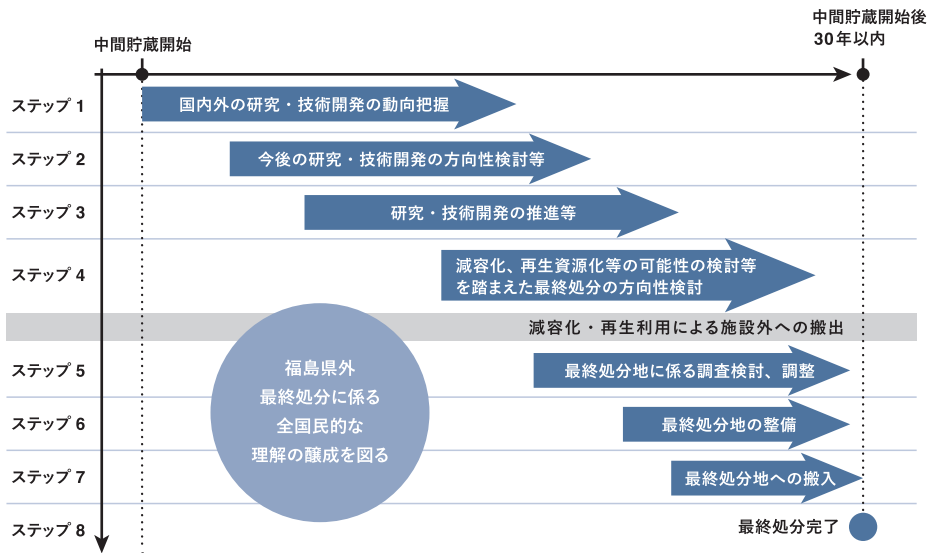 中間貯蔵開始
中間貯蔵開始後
30年以内
ステップ 1
国内外の研究・技術開発の動向把握
ステップ 2
今後の研究・技術開発の方向性検討等
ステップ 3
研究・技術開発の推進等
ステップ 4
減容化、再生資源化等の可能性の検討等
を踏まえた最終処分の方向性検討
減容化・再生利用による施設外への搬出
福島県外
最終処分に係る
全国民的な
理解の醸成を図る
ステップ 5
最終処分地に係る調査検討、調整
ステップ 6
最終処分地の整備
ステップ 7
最終処分地への搬入
ステップ 8
最終処分完了